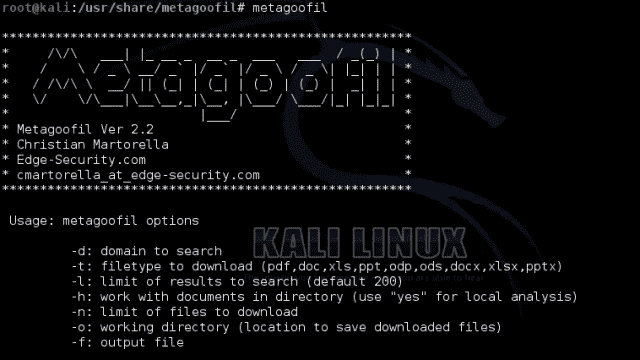 root@kali:/usr/share/metagoofil# metagoofil
******************************************************
* Metagoofil *
* Metagoofil Ver 2.2 *
* Christian Martorella *
* Edge-Security.com *
* cmartorella_at_edge-security.com *
******************************************************
Usage: metagoofil options
-d: domain to search
-t: filetype to download (pdf,doc,xls,ppt,odp,ods,docx,xlsx,pptx)
-l: limit of results to search (default 200)
-h: work with documents in directory (use "yes" for local analysis)
-n: limit of files to download
-o: working directory (location to save downloaded files)
-f: output file
KALI LINUX